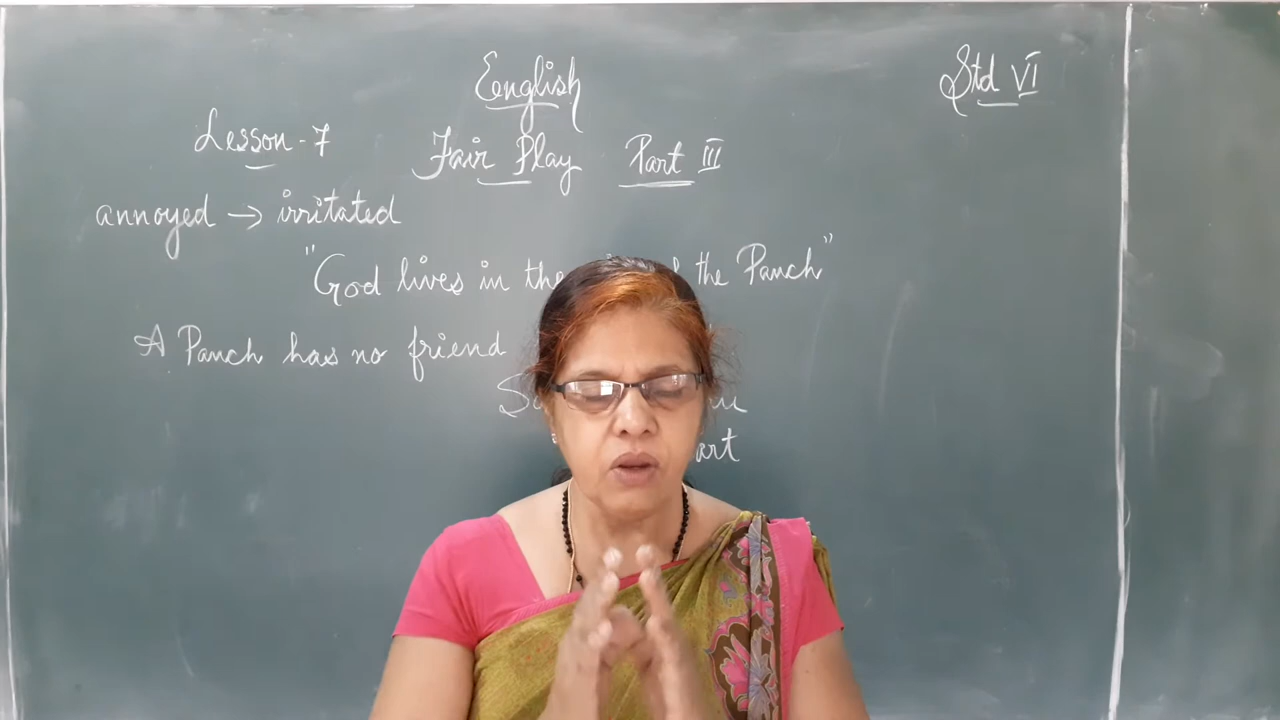 English
Std VI
Lesson-7 Fair Play Part III
annoyed → irritated
"God lives in the the Panch"
A Panch has no friend